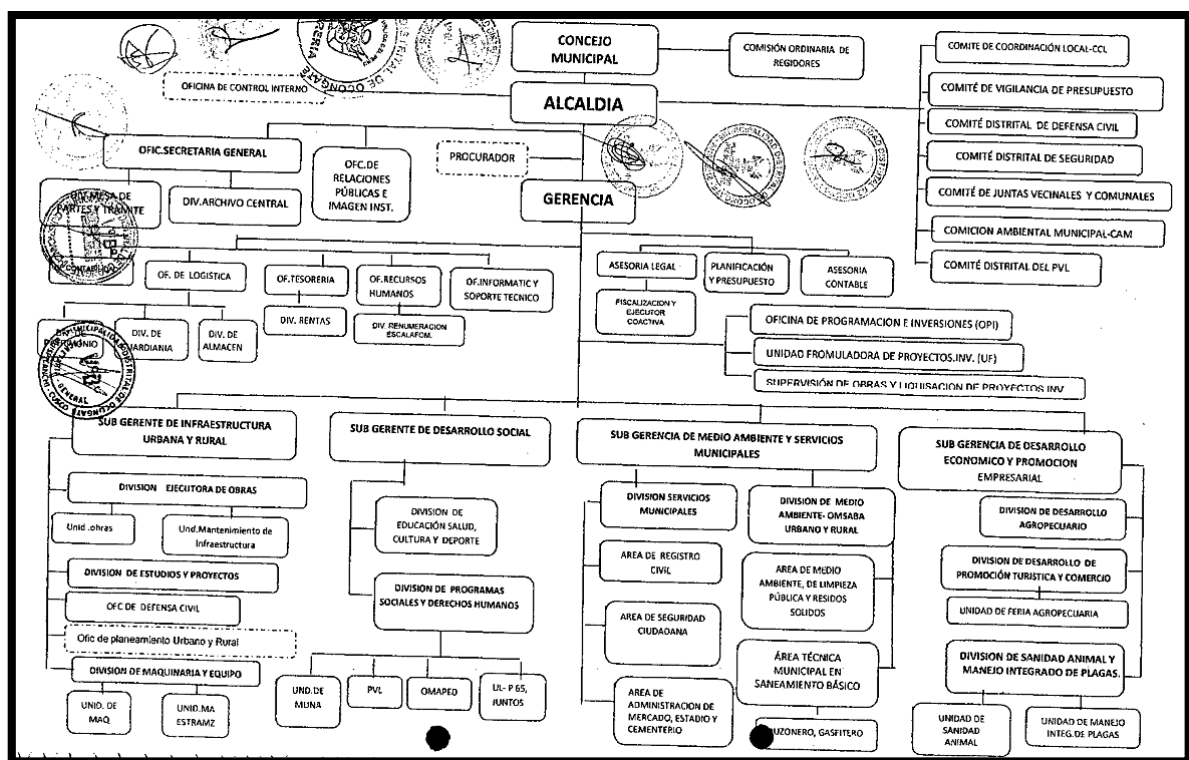 CONCEJO
MUNICIPAL
COMISIÓN ORDINARIA DE
REGIDORES
COMITE DE COORDINACIÓN LOCAL-CCL
OFICINA DE CONTROL INTERNO
ALCALDIA
COMITÉ DE VIGILANCIA DE PRESUPUESTO
COMITÉ DISTRITAL DE DEFENSA CIVIL
OFIC.SECRETARIA GENERAL
OFC.DE
RELACIONES
PÚBLICAS E
IMAGEN INST.
PROCURADOR
COMITÉ DISTRITAL DE SEGURIDAD
MESA DE
PARTES Y TRAMITE
DIV.ARCHIVO CENTRAL
GERENCIA
COMITÉ DE JUNTAS VECINALES Y COMUNALES
COMICION AMBIENTAL MUNICIPAL-CAM
COMITÉ DISTRITAL DEL PVL
OF. DE LOGISTICA
OF.TESORERIA
OF.RECURSOS
HUMANOS
OF.INFORMATIC Y
SOPORTE TECNICO
ASESORIA LEGAL
PLANIFICACIÓN
Y PRESUPUESTO
ASESORIA
CONTABLE
DIV. DE
DIV. DE
ALMACEN
DIV. RENTAS
DIV. RENUMERACION
ESCALAFOM.
FISCALIZACION Y
EJECUTOR
COACTIVA
OFICINA DE PROGRAMACION E INVERSIONES (OPI)
UNIDAD FROMULADORA DE PROYECTOS.INV. (UF)
SUPERVISIÓN DE OBRAS Y LIQUISACION DE PROYECTOS INV
SUB GERENTE DE INFRAESTRUCTURA
URBANA Y RURAL
SUB GERENTE DE DESARROLLO SOCIAL
SUB GERENCIA DE MEDIO AMBIENTE Y SERVICIOS
MUNICIPALES
SUB GERENCIA DE DESARROLLO
ECONOMICO Y PROMOCION
EMPRESARIAL
DIVISION EJECUTORA DE OBRAS
Unid .obras
Und.Mantenimiento de
Infraestructura
DIVISION DE ESTUDIOS Y PROYECTOS
OFC DE DEFENSA CIVIL
Ofic de planeamiento Urbano y Rural
DIVISION DE MAQUINARIA Y EQUIPO
UNID. DE
MAQ
UNID.MA
ESTRAMZ
DIVISION DE
EDUCACIÓN SALUD,
CULTURA Y DEPORTE
DIVISION DE PROGRAMAS
SOCIALES Y DERECHOS HUMANOS
UND.DE
MUNA
PVL
OMAPED
UL- P 65,
JUNTOS
DIVISION SERVICIOS
MUNICIPALES
AREA DE REGISTRO
CIVIL
AREA DE SEGURIDAD
CIUDAOANA
AREA DE
ADMINISTRACION DE
MERCADO, ESTADIO Y
CEMENTERIO
DIVISION DE MEDIO
AMBIENTE- OMSABA
URBANO Y RURAL
AREA DE MEDIO
AMBIENTE, DE LIMPIEZA
PÚBLICA Y RESIDOS
SOLIDOS
ÁREA TÉCNICA
MUNICIPAL EN
SANEAMIENTO BÁSICO
GASFITERO
DIVISION DE DESARROLLO
AGROPECUARIO
DIVISION DE DESARROLLO DE
PROMOCIÓN TURISTICA Y COMERCIO
UNIDAD DE FERIA AGROPECUARIA
DIVISION DE SANIDAD ANIMAL Y
MANEJO INTEGRADO DE PLAGAS.
UNIDAD DE
SANIDAD
ANIMAL
UNIDAD DE MANEJO
INTEG.DE PLAGAS